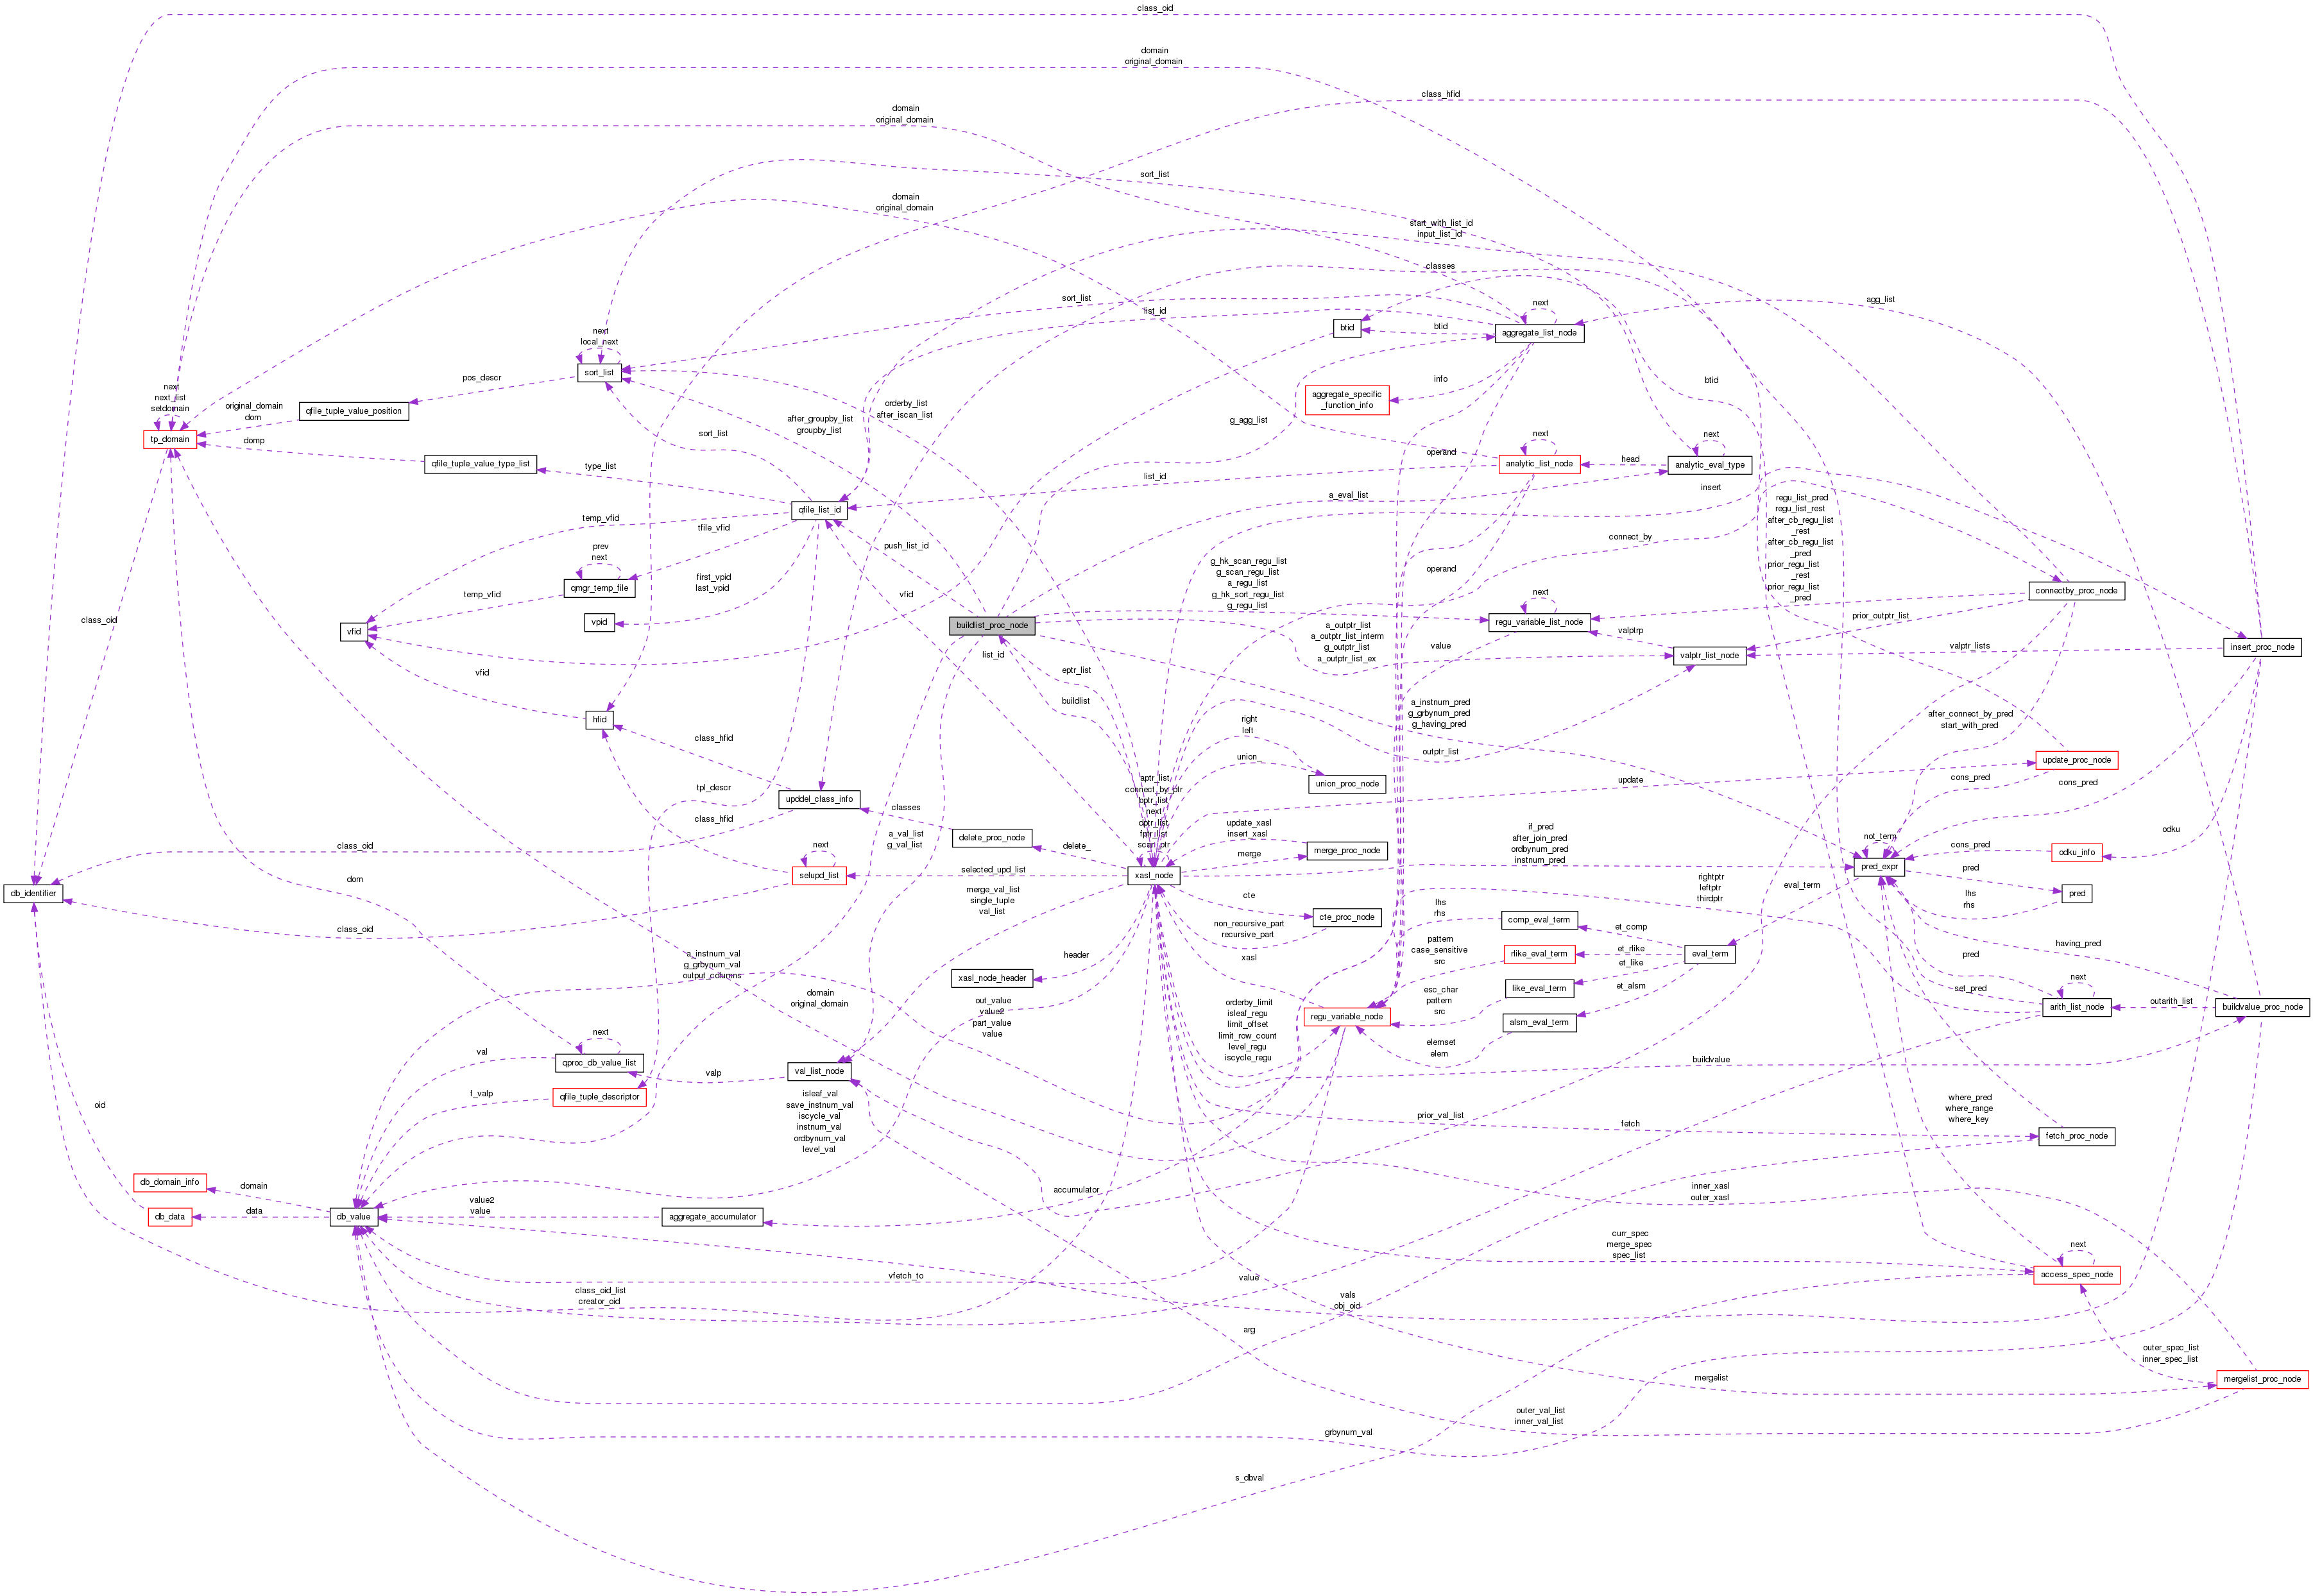 class_oid
domain
original_domain
class_hfid
domain
original_domain
sort_list
domain
original_domain
start_with_list_id
input_list_id
classes
sort_list
agg_list
list_id
next
btid
btid
aggregate_list_node
next
local_next
sort_list
pos_descr
info
btid
next
next_list
setdomain
original_domain
dom
qfile_tuple_value_position
aggregate_specific
_function_info
orderby_list
after_iscan_list
after_groupby_list
groupby_list
g_agg_list
tp_domain
domp
qfile_tuple_value_type_list
type_list
sort_list
operand
next
analytic_list_node
head
next
analytic_eval_type
list_id
insert
a_eval_list
qfile_list_id
temp_vfid
tfile_vfid
regu_list_pred
regu_list_rest
after_cb_regu_list
_rest
after_cb_regu_list
_pred
prior_regu_list
_rest
prior_regu_list
_pred
connect_by
push_list_id
prev
next
qmgr_temp_file
first_vpid
last_vpid
g_hk_scan_regu_list
g_scan_regu_list
a_regu_list
g_hk_sort_regu_list
g_regu_list
operand
next
connectby_proc_node
class_oid
temp_vfid
vfid
vpid
buildlist_proc_node
regu_variable_list_node
prior_outptr_list
vfid
a_outptr_list
a_outptr_list_interm
g_outptr_list
a_outptr_list_ex
valptrp
value
valptr_list_node
valptr_lists
insert_proc_node
list_id
eptr_list
vfid
buildlist
a_instnum_pred
g_grbynum_pred
g_having_pred
after_connect_by_pred
start_with_pred
hfid
right
left
class_hfid
outptr_list
union_
union_proc_node
update
update_proc_node
cons_pred
cons_pred
tpl_descr
upddel_class_info
classes
class_hfid
aptr_list
connect_by_ptr
bptr_list
next
dptr_list
fptr_list
scan_ptr
a_val_list
g_val_list
delete_proc_node
delete_
update_xasl
insert_xasl
merge
merge_proc_node
if_pred
after_join_pred
ordbynum_pred
instnum_pred
not_term
odku
class_oid
next
selupd_list
selected_upd_list
xasl_node
pred_expr
cons_pred
odku_info
pred
pred
lhs
rhs
dom
db_identifier
class_oid
merge_val_list
single_tuple
val_list
cte
cte_proc_node
non_recursive_part
recursive_part
rightptr
leftptr
thirdptr
eval_term
lhs
rhs
comp_eval_term
et_comp
a_instnum_val
g_grbynum_val
output_columns
header
xasl_node_header
xasl
pattern
case_sensitive
src
rlike_eval_term
et_rlike
eval_term
et_like
having_pred
pred
set_pred
next
domain
original_domain
out_value
value2
part_value
value
orderby_limit
isleaf_regu
limit_offset
limit_row_count
level_regu
iscycle_regu
esc_char
pattern
src
like_eval_term
et_alsm
regu_variable_node
alsm_eval_term
elemset
elem
arith_list_node
outarith_list
buildvalue_proc_node
next
val
qproc_db_value_list
valp
val_list_node
buildvalue
oid
f_valp
qfile_tuple_descriptor
isleaf_val
save_instnum_val
iscycle_val
instnum_val
ordbynum_val
level_val
prior_val_list
fetch
where_pred
where_range
where_key
fetch_proc_node
db_domain_info
domain
accumulator
inner_xasl
outer_xasl
db_data
data
db_value
value2
value
aggregate_accumulator
curr_spec
merge_spec
spec_list
next
access_spec_node
vfetch_to
value
class_oid_list
creator_oid
vals
obj_oid
arg
outer_spec_list
inner_spec_list
mergelist
mergelist_proc_node
outer_val_list
inner_val_list
grbynum_val
s_dbval